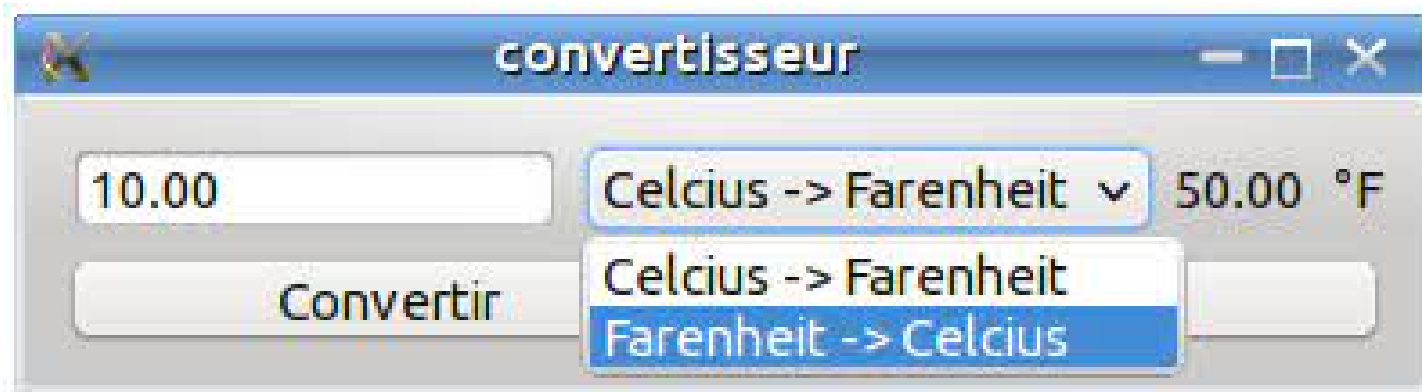 convertisseur
10.00 Celcius -> Farenheit 50.00 °F
Celcius -> Farenheit
Convertir
Farenheit -> Celcius